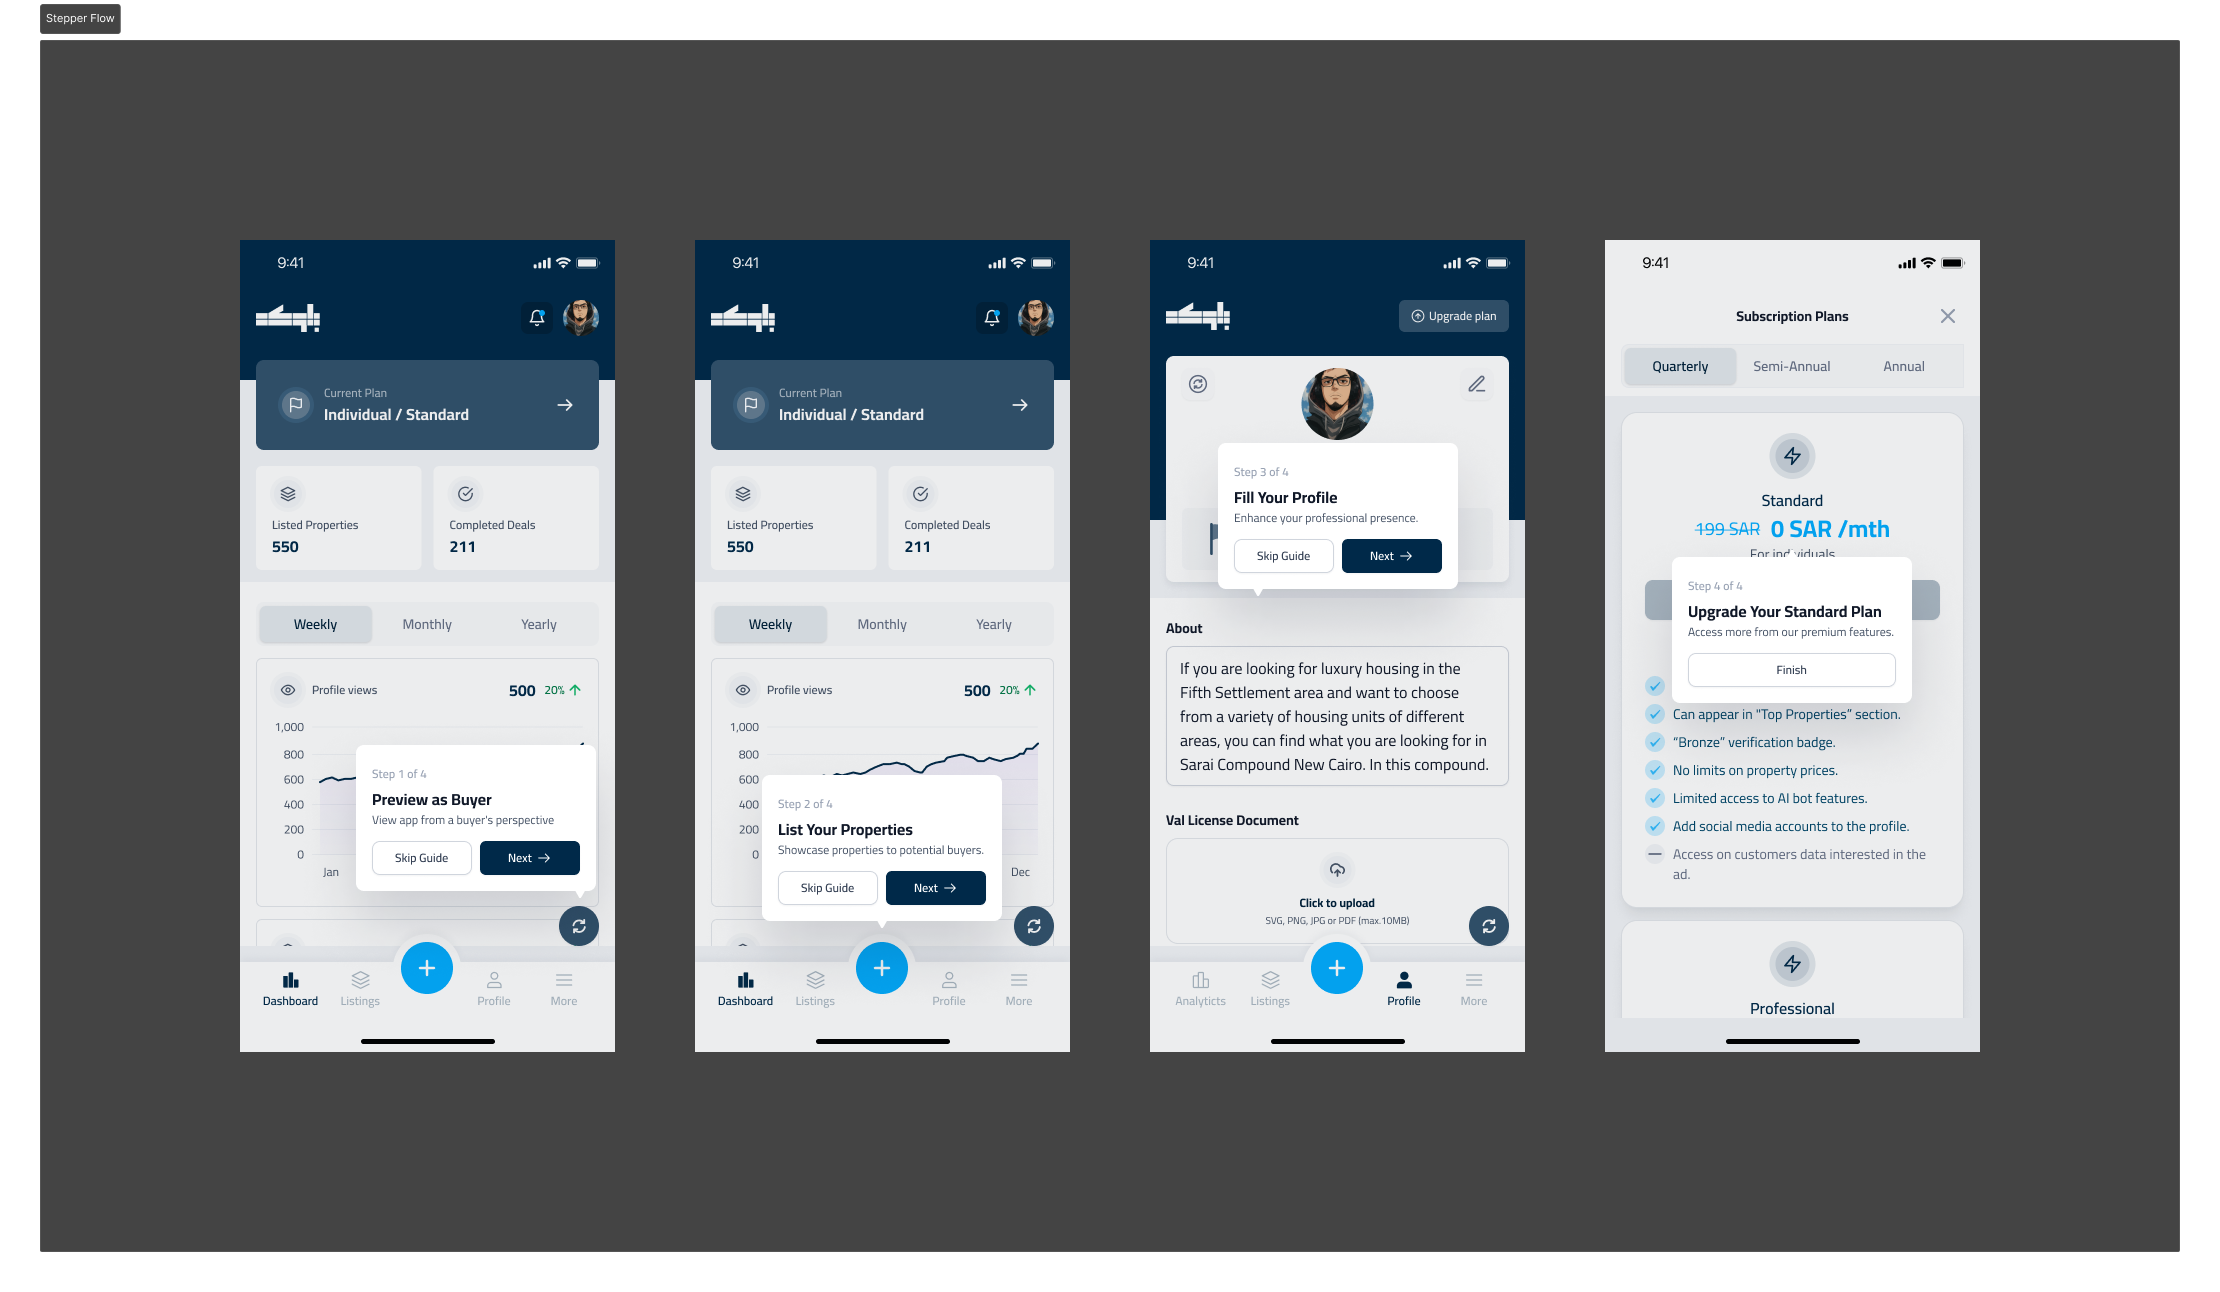 Stepper Flow
9:41
Current Plan
Individual / Standard
Listed Properties
550
Completed Deals
211
Weekly
Monthly
Yearly
Profile views
500
20%
1,000
800
600
400
200
0
Jan
Step 1 of 4
Preview as Buyer
View app from a buyer's perspective
Skip Guide
Next
Dashboard
Listings
Profile
More
9:41
Current Plan
Individual / Standard
Listed Properties
550
Completed Deals
211
Weekly
Monthly
Yearly
Profile views
500
20%
1,000
800
600
400
200
0
Dec
Step 2 of 4
List Your Properties
Showcase properties to potential buyers.
Skip Guide
Next
Dashboard
Listings
Profile
More
9:41
Upgrade plan
Step 3 of 4
Fill Your Profile
Enhance your professional presence.
Skip Guide
Next
About
If you are looking for luxury housing in the
Fifth Settlement area and want to choose
from a variety of housing units of different
areas, you can find what you are looking for in
Sarai Compound New Cairo. In this compound.
Val License Document
Click to upload
SVG, PNG, JPG or PDF (max.10MB)
Analyticts
Listings
Profile
More
9:41
Subscription Plans
Quarterly
Semi-Annual
Annual
Standard
199 SAR 0 SAR /mth
For individuals
Step 4 of 4
Upgrade Your Standard Plan
Access more from our premium features.
Finish
Can appear in "Top Properties" section.
“Bronze” verification badge.
No limits on property prices.
Limited access to AI bot features.
Add social media accounts to the profile.
Access on customers data interested in the
ad.
Professional